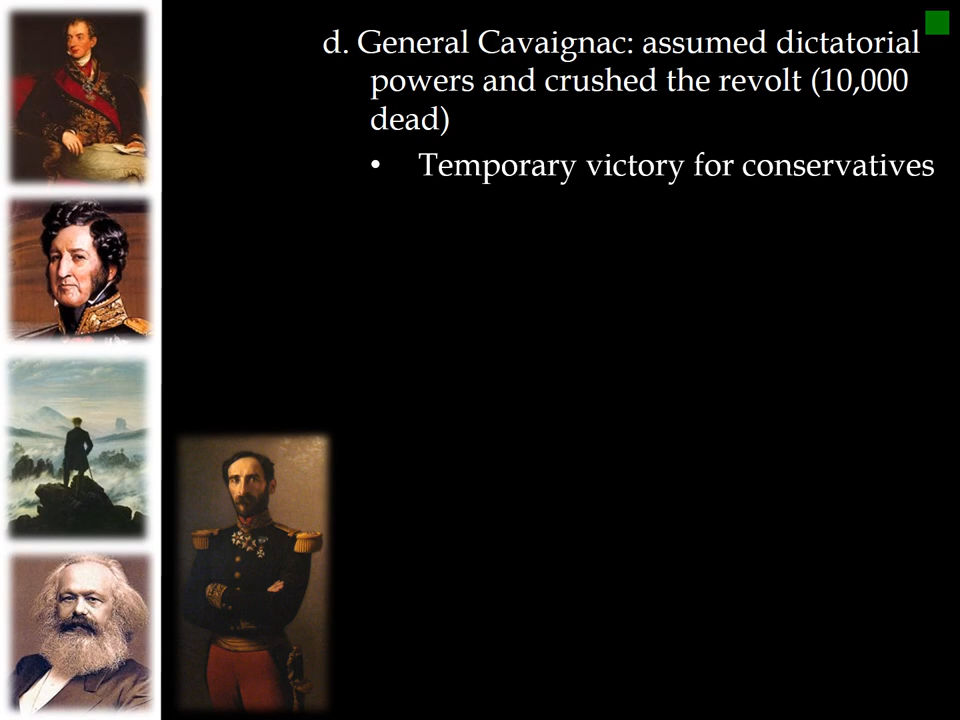 d. General Cavaignac: assumed dictatorial
powers and crushed the revolt (10,000
dead)
• Temporary victory for conservatives